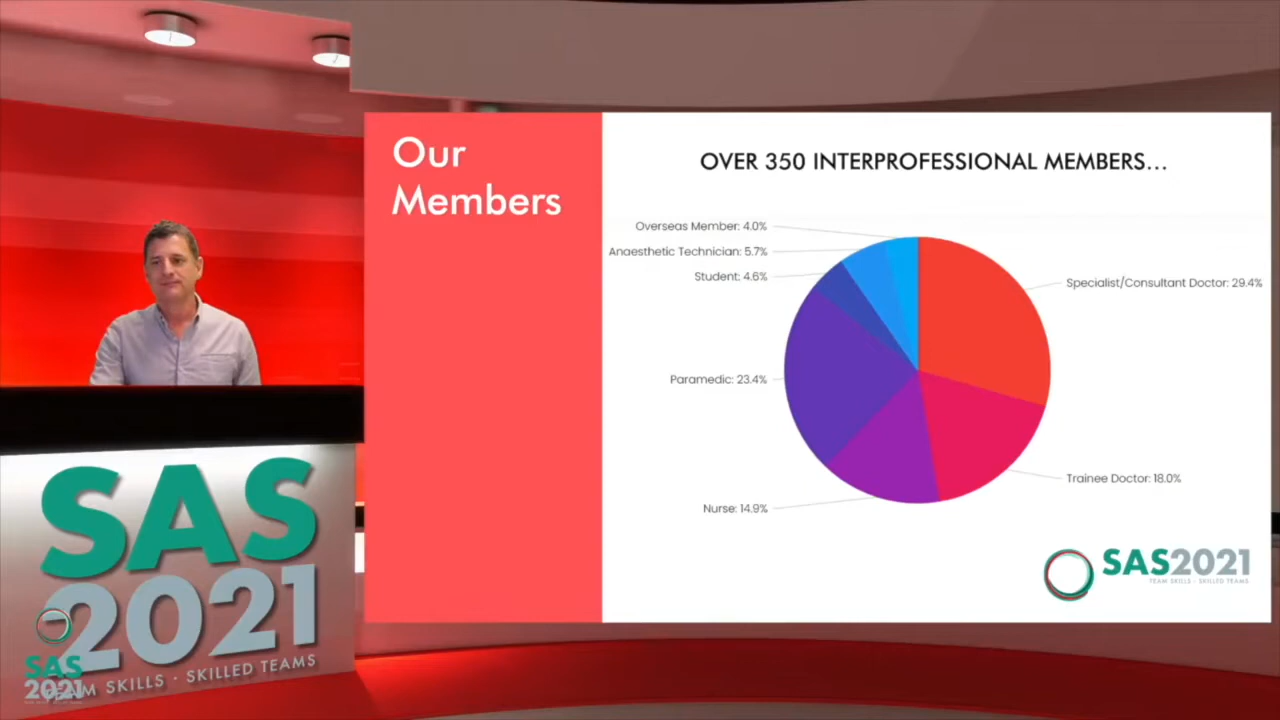 Our
Members
OVER 350 INTERPROFESSIONAL MEMBERS...
Overseas Member: 4.0%
Anaesthetic Technician: 5.7%
Student: 4.6%
Specialist/Consultant Doctor: 29.4%
Paramedic: 23.4%
Trainee Doctor: 18.0%
Nurse: 14.9%
SAS2021
TEAM SKILLS - SKILLED TEAMS
SAS
2021
TEAM SKILLS · SKILLED TEAMS
SAS
2021